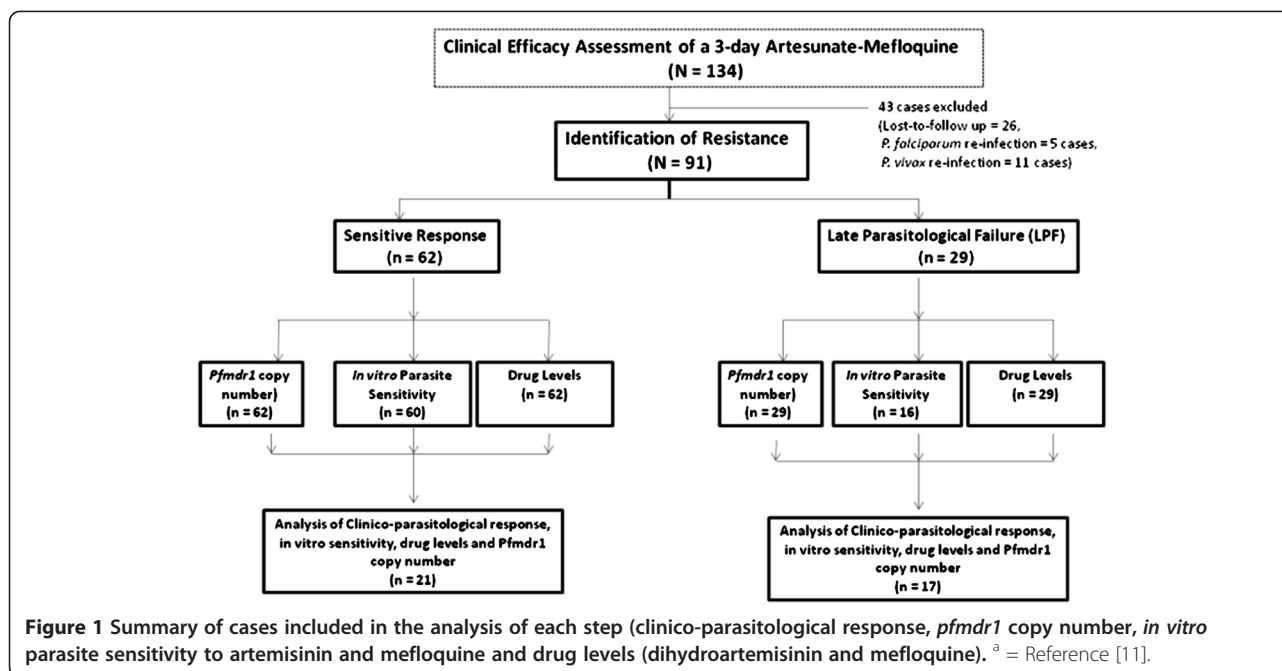 Clinical Efficacy Assessment of a 3-day Artesunate-Mefloquine
(N = 134)
43 cases excluded
(Lost-to-follow up = 26,
P. falciparum re-infection = 5 cases,
P. vivax re-infection = 11 cases)
Identification of Resistance
(N = 91)
Sensitive Response
(n = 62)
Late Parasitological Failure (LPF)
(n = 29)
Pfmdr1 copy
number)
(n = 62)
In vitro Parasite
Sensitivity
(n = 60)
Drug Levels
(n = 62)
Pfmdr1 copy
number)
(n = 29)
In vitro Parasite
Sensitivity
(n = 16)
Drug Levels
(n = 29)
Analysis of Clinico-parasitological response,
in vitro sensitivity, drug levels and Pfmdr1
copy number
(n = 21)
Analysis of Clinico-parasitological response,
in vitro sensitivity, drug levels and Pfmdr1
copy number
(n = 17)
Figure 1 Summary of cases included in the analysis of each step (clinico-parasitological response, pfmdr1 copy number, in vitro
parasite sensitivity to artemisinin and mefloquine and drug levels (dihydroartemisinin and mefloquine). ª = Reference [11].